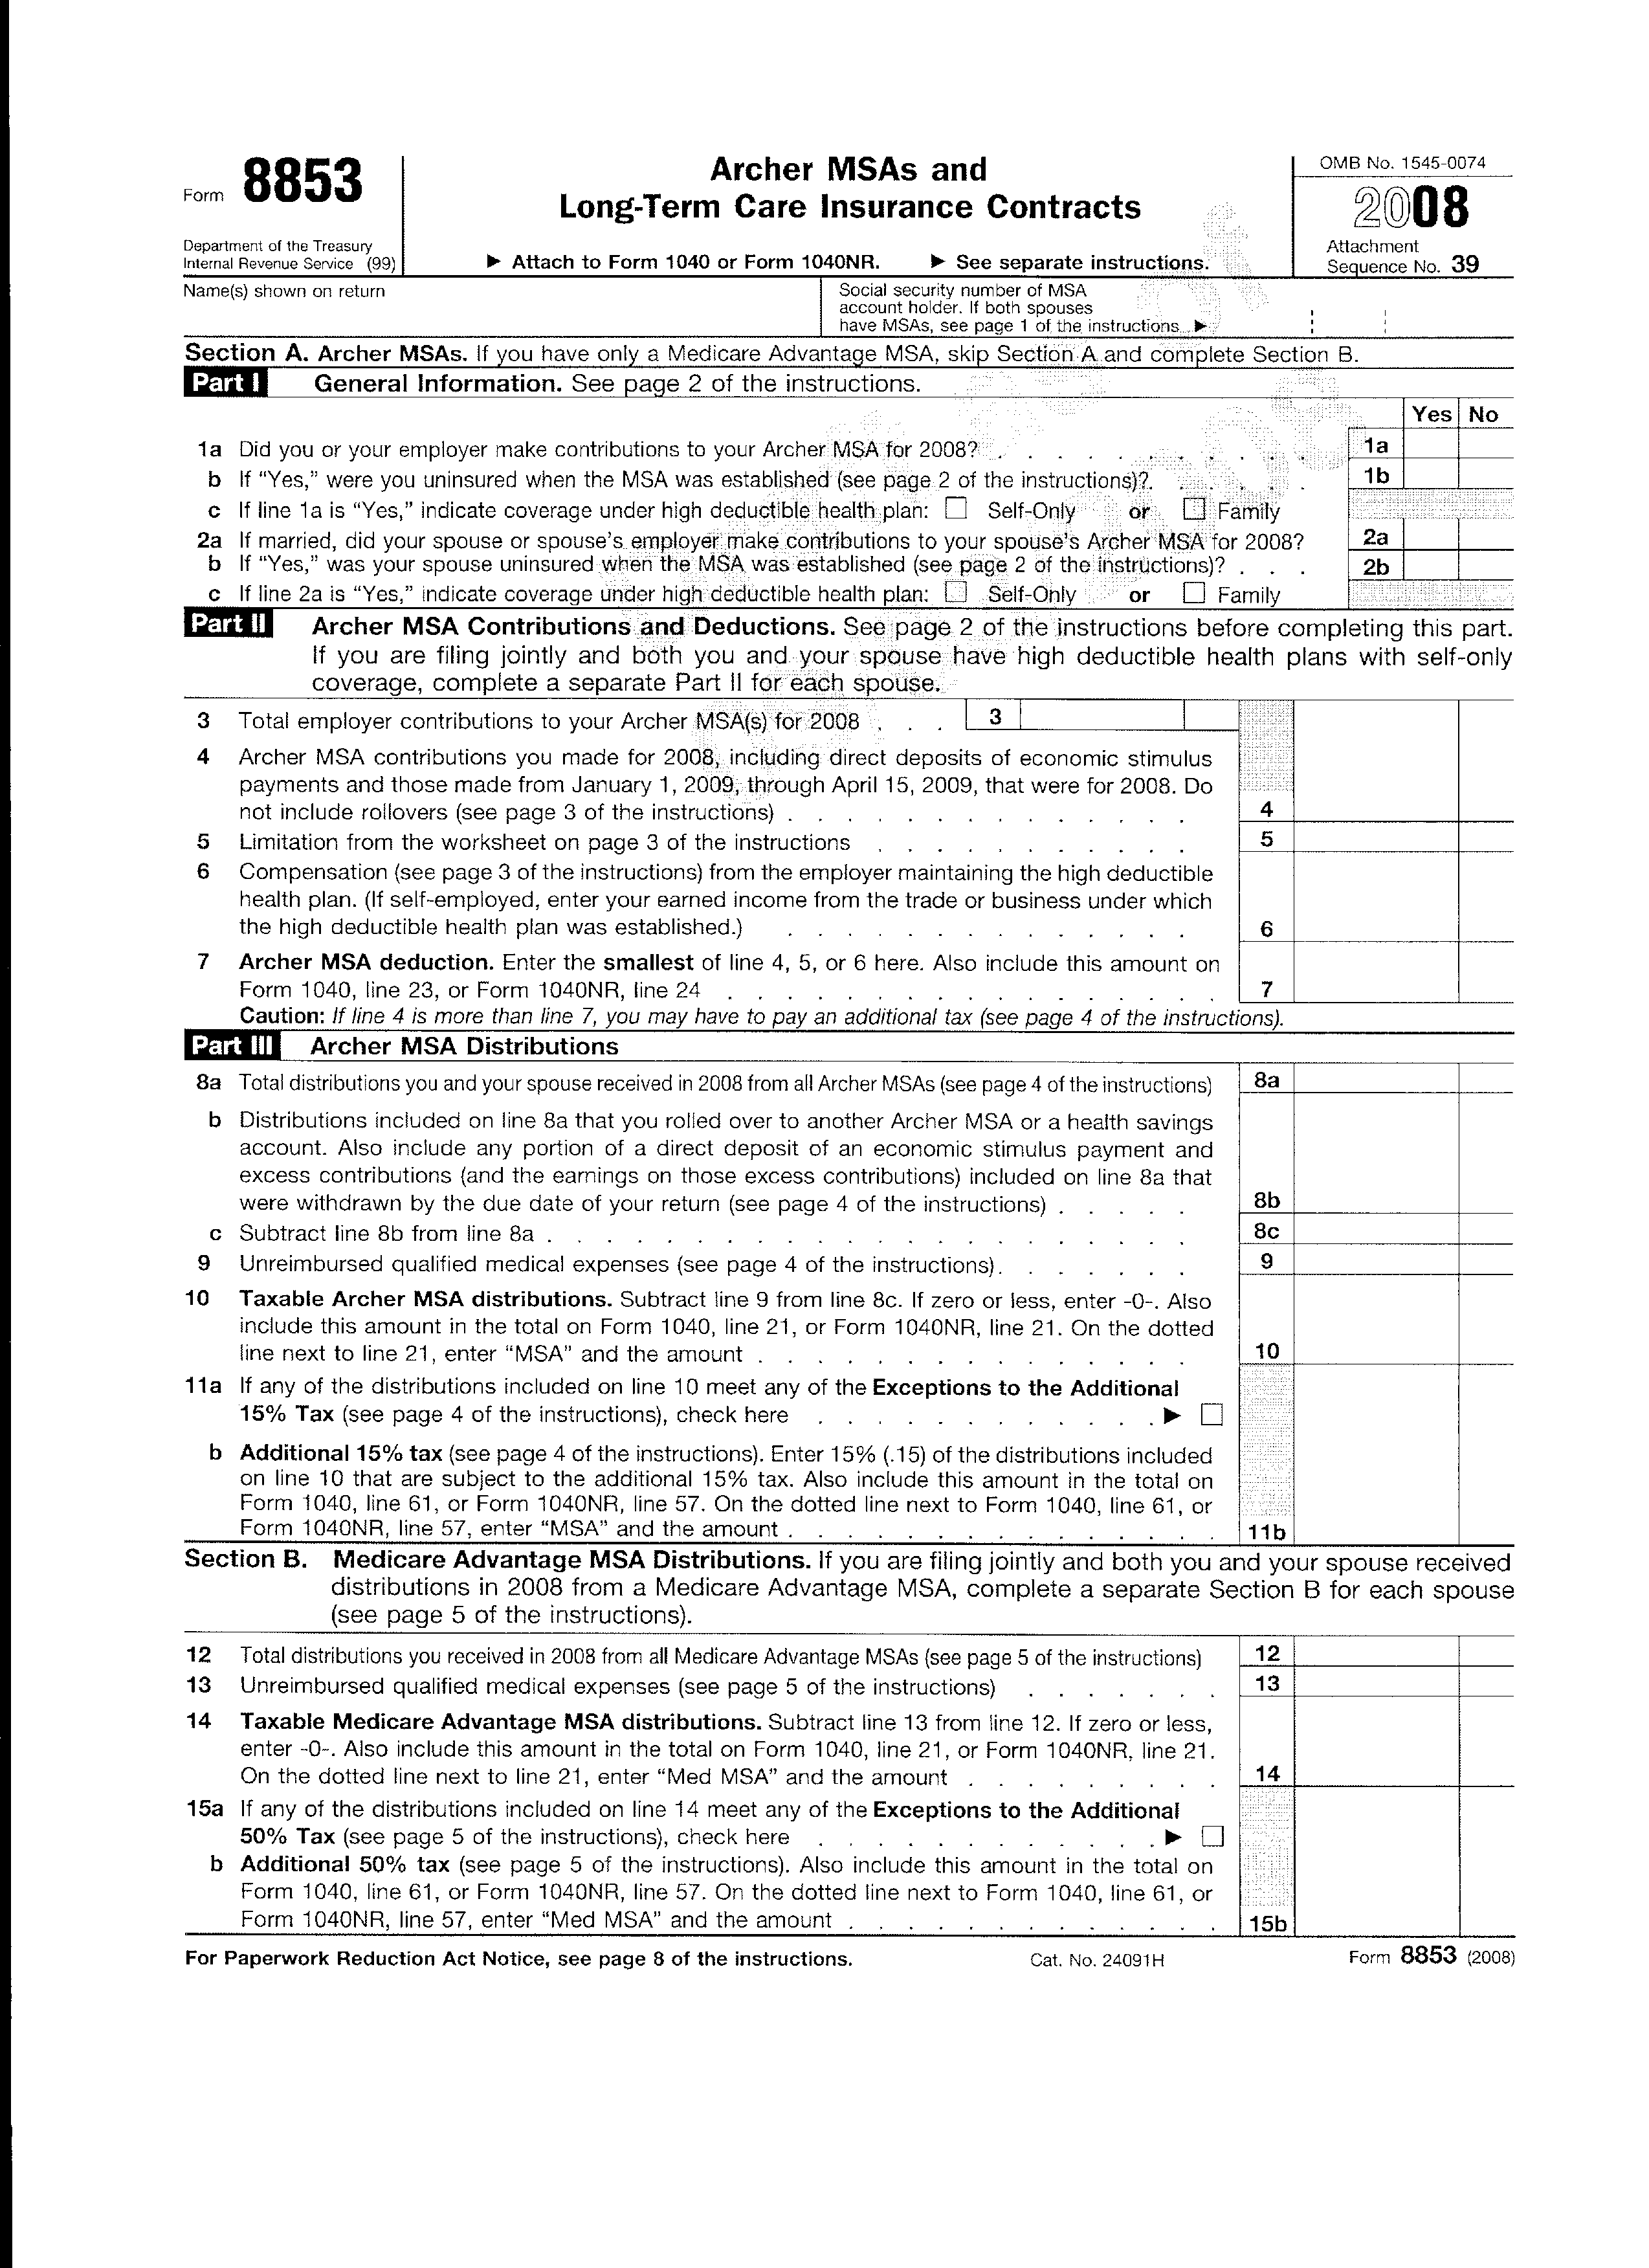 Form 8853
Archer MSAs and
Long-Term Care Insurance Contracts
OMB No. 1545-0074
2008
Department of the Treasury
Internal Revenue Service (99)
► Attach to Form 1040 or Form 1040NR. ► See separate instructions.
Attachment
Sequence No. 39
Name(s) shown on return
Social security number of MSA
account holder. If both spouses
have MSAs, see page 1 of the instructions ►
Section A. Archer MSAs. If you have only a Medicare Advantage MSA, skip Section A and complete Section B.
Part I General Information. See page 2 of the instructions.
Yes No
1a Did you or your employer make contributions to your Archer MSA for 2008? . . . . . . . . . . . 1a
b If "Yes," were you uninsured when the MSA was established (see page 2 of the instructions)?. . . . . . 1b
c If line 1a is "Yes," indicate coverage under high deductible health plan: ☐ Self-Only or ☐ Family
2a If married, did your spouse or spouse's employer make contributions to your spouse's Archer MSA for 2008? 2a
b If "Yes," was your spouse uninsured when the MSA was established (see page 2 of the instructions)? . . . 2b
c If line 2a is "Yes," indicate coverage under high deductible health plan: ☐ Self-Only or ☐ Family
Part II Archer MSA Contributions and Deductions. See page 2 of the instructions before completing this part.
If you are filing jointly and both you and your spouse have high deductible health plans with self-only
coverage, complete a separate Part II for each spouse.
3 Total employer contributions to your Archer MSA(s) for 2008 . . . 3
4 Archer MSA contributions you made for 2008, including direct deposits of economic stimulus
payments and those made from January 1, 2009, through April 15, 2009, that were for 2008. Do
not include rollovers (see page 3 of the instructions) . . . . . . . . . . . . . . 4
5 Limitation from the worksheet on page 3 of the instructions . . . . . . . . . . . 5
6 Compensation (see page 3 of the instructions) from the employer maintaining the high deductible
health plan. (If self-employed, enter your earned income from the trade or business under which
the high deductible health plan was established.) . . . . . . . . . . . . . . 6
7 Archer MSA deduction. Enter the smallest of line 4, 5, or 6 here. Also include this amount on
Form 1040, line 23, or Form 1040NR, line 24 . . . . . . . . . . . . . . . . . 7
Caution: If line 4 is more than line 7, you may have to pay an additional tax (see page 4 of the instructions).
Part III Archer MSA Distributions
8a Total distributions you and your spouse received in 2008 from all Archer MSAs (see page 4 of the instructions) 8a
b Distributions included on line 8a that you rolled over to another Archer MSA or a health savings
account. Also include any portion of a direct deposit of an economic stimulus payment and
excess contributions (and the earnings on those excess contributions) included on line 8a that
were withdrawn by the due date of your return (see page 4 of the instructions) . . . . . 8b
c Subtract line 8b from line 8a . . . . . . . . . . . . . . . . . . . . . . 8c
9 Unreimbursed qualified medical expenses (see page 4 of the instructions). . . . . . . 9
10 Taxable Archer MSA distributions. Subtract line 9 from line 8c. If zero or less, enter -0-. Also
include this amount in the total on Form 1040, line 21, or Form 1040NR, line 21. On the dotted
line next to line 21, enter "MSA" and the amount . . . . . . . . . . . . . . . 10
11a If any of the distributions included on line 10 meet any of the Exceptions to the Additional
15% Tax (see page 4 of the instructions), check here . . . . . . . . . . . . ► ☐
b Additional 15% tax (see page 4 of the instructions). Enter 15% (.15) of the distributions included
on line 10 that are subject to the additional 15% tax. Also include this amount in the total on
Form 1040, line 61, or Form 1040NR, line 57. On the dotted line next to Form 1040, line 61, or
Form 1040NR, line 57, enter "MSA" and the amount . . . . . . . . . . . . . . . 11b
Section B. Medicare Advantage MSA Distributions. If you are filing jointly and both you and your spouse received
distributions in 2008 from a Medicare Advantage MSA, complete a separate Section B for each spouse
(see page 5 of the instructions).
12 Total distributions you received in 2008 from all Medicare Advantage MSAs (see page 5 of the instructions) 12
13 Unreimbursed qualified medical expenses (see page 5 of the instructions) . . . . . . . 13
14 Taxable Medicare Advantage MSA distributions. Subtract line 13 from line 12. If zero or less,
enter -0-. Also include this amount in the total on Form 1040, line 21, or Form 1040NR, line 21.
On the dotted line next to line 21, enter "Med MSA" and the amount . . . . . . . . . 14
15a If any of the distributions included on line 14 meet any of the Exceptions to the Additional
50% Tax (see page 5 of the instructions), check here . . . . . . . . . . . . ► ☐
b Additional 50% tax (see page 5 of the instructions). Also include this amount in the total on
Form 1040, line 61, or Form 1040NR, line 57. On the dotted line next to Form 1040, line 61, or
Form 1040NR, line 57, enter "Med MSA" and the amount . . . . . . . . . . . . . 15b
For Paperwork Reduction Act Notice, see page 8 of the instructions. Cat. No. 24091H Form 8853 (2008)